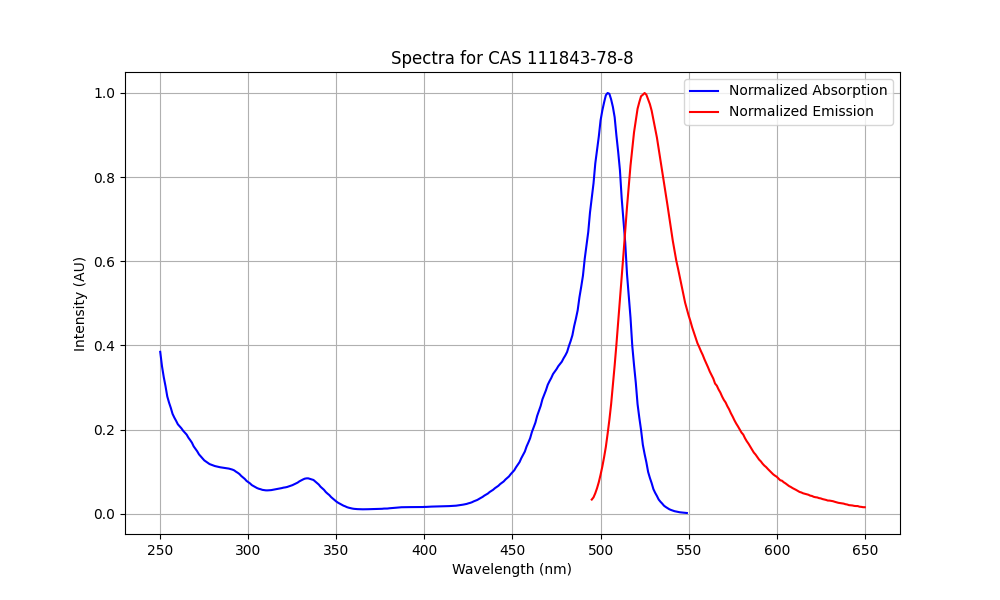 Spectra for CAS 111843-78-8
Normalized Absorption
Normalized Emission
Intensity (AU)
1.0
0.8
0.6
0.4
0.2
0.0
250 300 350 400 450 500 550 600 650
Wavelength (nm)